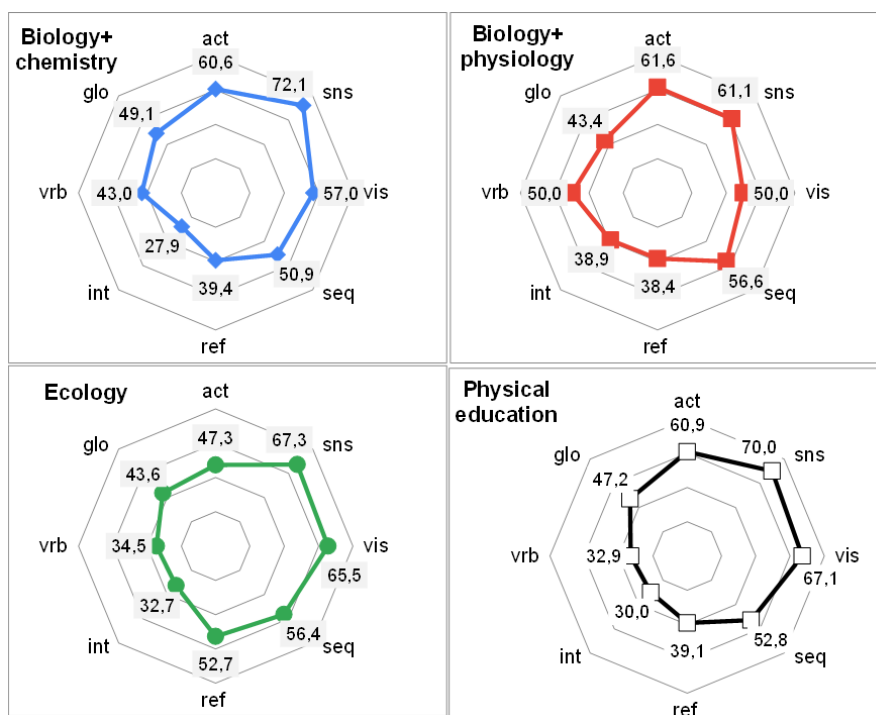 Biology+
chemistry
act
60,6
72,1
sns
glo
49,1
vrb
43,0
57,0
vis
27,9
50,9
int
39,4
seq
ref
Biology+
physiology
act
61,6
61,1
sns
glo
43,4
vrb
50,0
50,0
vis
38,9
56,6
int
38,4
seq
ref
Ecology
act
47,3
67,3
sns
glo
43,6
vrb
34,5
65,5
vis
32,7
56,4
int
52,7
seq
ref
Physical
education
act
60,9
70,0
sns
glo
47,2
vrb
32,9
67,1
vis
30,0
52,8
int
39,1
seq
ref